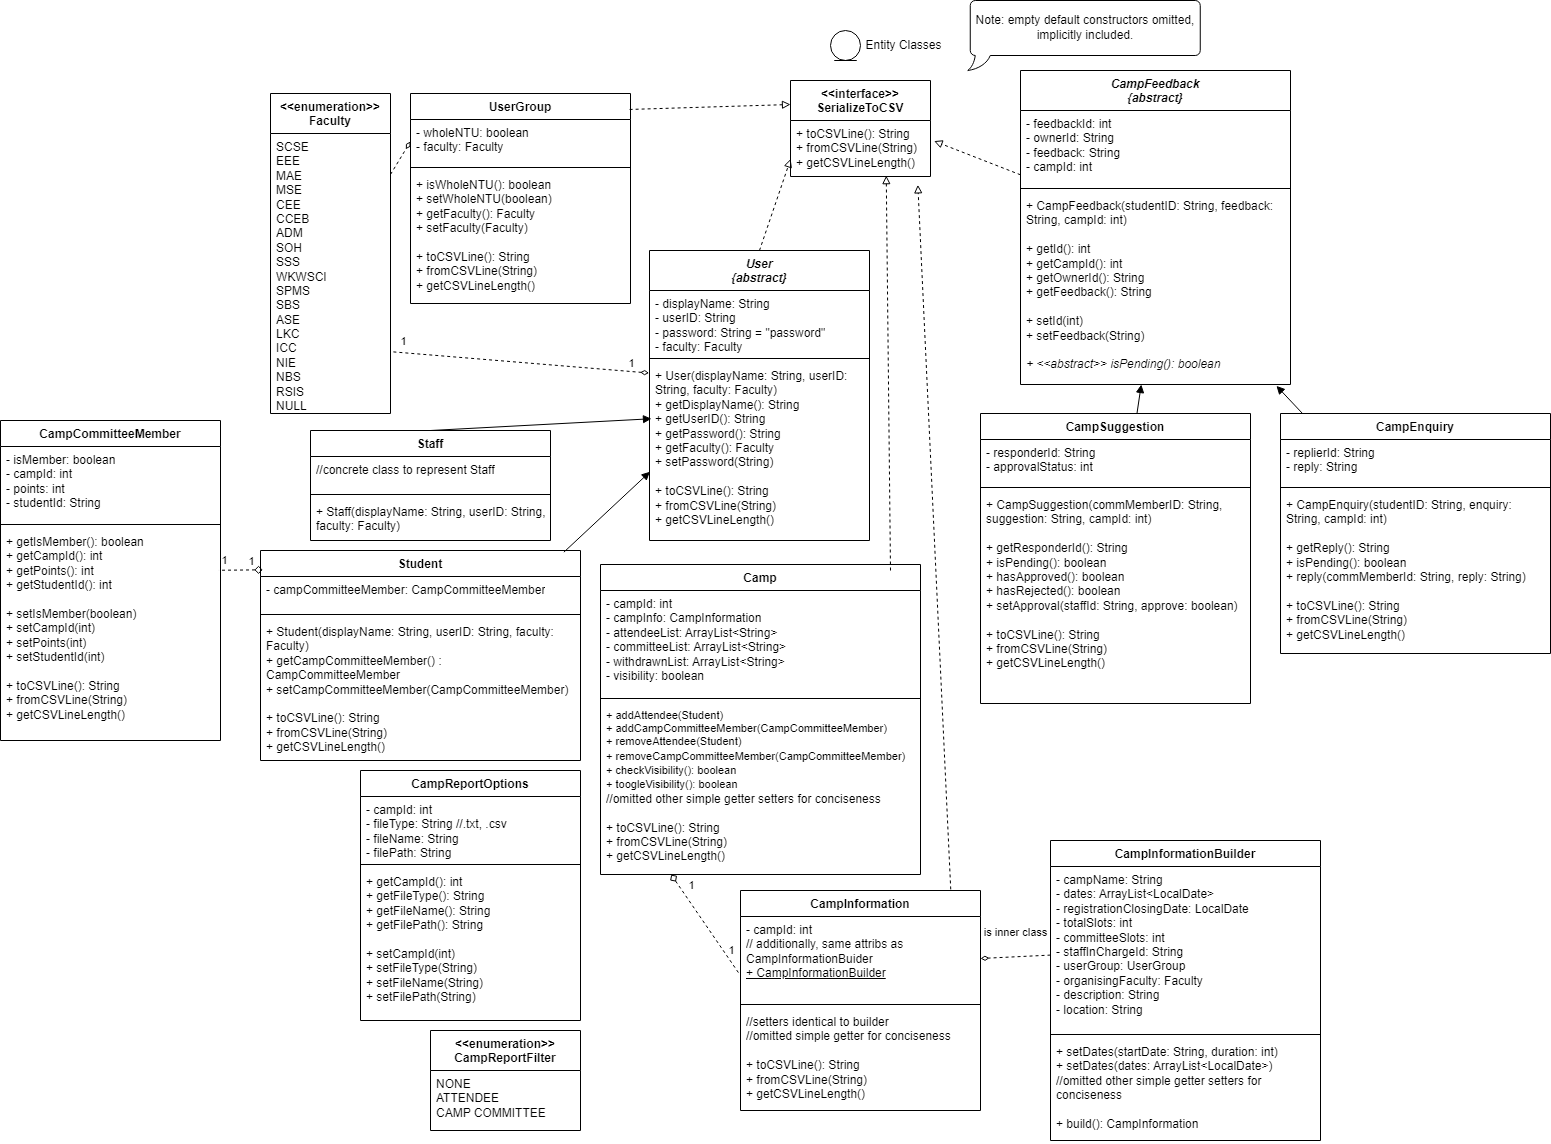 Note: empty default constructors omitted,
implicitly included.
Entity Classes
<<enumeration>>
Faculty
SCSE
EEE
MAE
MSE
CEE
CCEB
ADM
SOH
SSS
WKWSCI
SPMS
SBS
ASE
LKC
ICC
NIE
NBS
RSIS
NULL
UserGroup
- wholeNTU: boolean
- faculty: Faculty
+ isWholeNTU(): boolean
+ setWholeNTU(boolean)
+ getFaculty(): Faculty
+ setFaculty(Faculty)
+ toCSVLine(): String
+ fromCSVLine(String)
+ getCSVLineLength()
<<interface>>
SerializeToCSV
+ toCSVLine(): String
+ fromCSVLine(String)
+ getCSVLineLength()
CampFeedback
{abstract}
- feedbackId: int
- ownerId: String
- feedback: String
- campId: int
+ CampFeedback(studentID: String, feedback:
String, campId: int)
+ getId(): int
+ getCampId(): int
+ getOwnerId(): String
+ getFeedback(): String
+ setId(int)
+ setFeedback(String)
+ <<abstract>> isPending(): boolean
User
{abstract}
- displayName: String
- userID: String
- password: String = "password"
- faculty: Faculty
+ User(displayName: String, userID:
String, faculty: Faculty)
+ getDisplayName(): String
+ getUserID(): String
+ getPassword(): String
+ getFaculty(): Faculty
+ setPassword(String)
+ toCSVLine(): String
+ fromCSVLine(String)
+ getCSVLineLength()
1
1
Staff
//concrete class to represent Staff
+ Staff(displayName: String, userID: String,
faculty: Faculty)
CampCommitteeMember
- isMember: boolean
- campId: int
- points: int
- studentId: String
+ getIsMember(): boolean
+ getCampId(): int
+ getPoints(): int
+ getStudentId(): int
+ setIsMember(boolean)
+ setCampId(int)
+ setPoints(int)
+ setStudentId(int)
+ toCSVLine(): String
+ fromCSVLine(String)
+ getCSVLineLength()
1
1
Student
- campCommitteeMember: CampCommitteeMember
+ Student(displayName: String, userID: String, faculty:
Faculty)
+ getCampCommitteeMember() :
CampCommitteeMember
+ setCampCommitteeMember(CampCommitteeMember)
+ toCSVLine(): String
+ fromCSVLine(String)
+ getCSVLineLength()
CampSuggestion
- responderId: String
- approvalStatus: int
+ CampSuggestion(commMemberID: String,
suggestion: String, campId: int)
+ getResponderId(): String
+ isPending(): boolean
+ hasApproved(): boolean
+ hasRejected(): boolean
+ setApproval(staffId: String, approve: boolean)
+ toCSVLine(): String
+ fromCSVLine(String)
+ getCSVLineLength()
CampEnquiry
- replierId: String
- reply: String
+ CampEnquiry(studentID: String, enquiry:
String, campId: int)
+ getReply(): String
+ isPending(): boolean
+ reply(commMemberId: String, reply: String)
+ toCSVLine(): String
+ fromCSVLine(String)
+ getCSVLineLength()
Camp
- campId: int
- campInfo: CampInformation
- attendeeList: ArrayList<String>
- committeeList: ArrayList<String>
- withdrawnList: ArrayList<String>
- visibility: boolean
+ addAttendee(Student)
+ addCampCommitteeMember(CampCommitteeMember)
+ removeAttendee(Student)
+ removeCampCommitteeMember(CampCommitteeMember)
+ checkVisibility(): boolean
+ toogleVisibility(): boolean
//omitted other simple getter setters for conciseness
+ toCSVLine(): String
+ fromCSVLine(String)
+ getCSVLineLength()
CampReportOptions
- campId: int
- fileType: String //.txt, .csv
- fileName: String
- filePath: String
+ getCampId(): int
+ getFileType(): String
+ getFileName(): String
+ getFilePath(): String
+ setCampId(int)
+ setFileType(String)
+ setFileName(String)
+ setFilePath(String)
<<enumeration>>
CampReportFilter
NONE
ATTENDEE
CAMP COMMITTEE
1
1
CampInformation
- campId: int
// additionally, same attribs as
CampInformationBuider
+ CampInformationBuilder
//setters identical to builder
//omitted simple getter for conciseness
+ toCSVLine(): String
+ fromCSVLine(String)
+ getCSVLineLength()
is inner class
CampInformationBuilder
- campName: String
- dates: ArrayList<LocalDate>
- registrationClosingDate: LocalDate
- totalSlots: int
- committeeSlots: int
- staffInChargeId: String
- userGroup: UserGroup
- organisingFaculty: Faculty
- description: String
- location: String
+ setDates(startDate: String, duration: int)
+ setDates(dates: ArrayList<LocalDate>)
//omitted other simple getter setters for
conciseness
+ build(): CampInformation